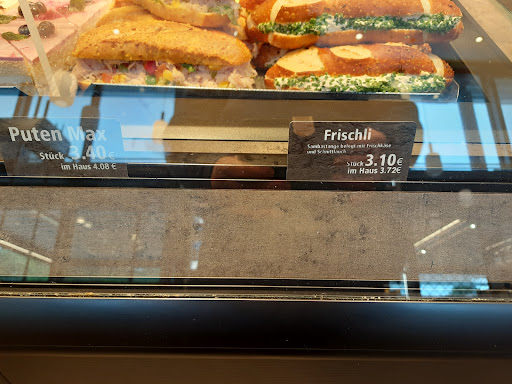 Puten Max
Stück 3.40€
im Haus 4.08 €
Frischli
Sambastange belegt mit Frischkäse
und Schnittlauch
Stück 3.10€
im Haus 3.72€